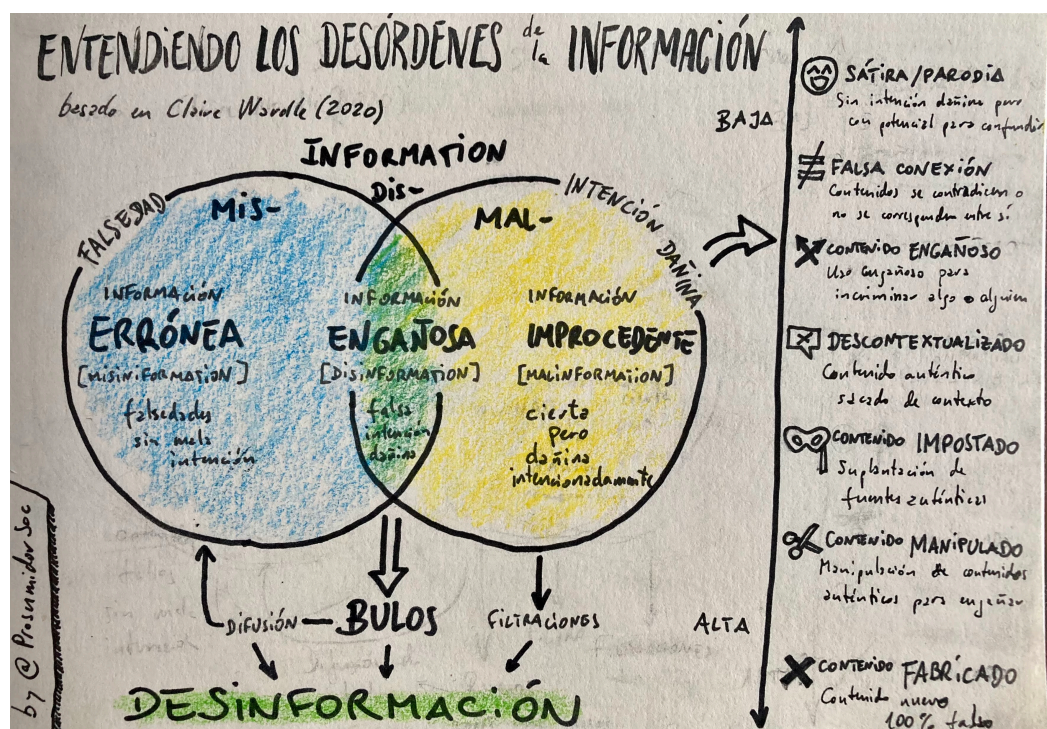 ENTENDIENDO LOS DESÓRDENES de la INFORMACIÓN
basado en Claire Wardle (2020)
INFORMATION
FALSEDAD
MIS-
DIS-
MAL-
INTENCIÓN DAÑINA
INFORMACIÓN
ERRÓNEA
[MISINFORMATION]
falsedades
sin mala
intención
INFORMACIÓN
ENGAÑOSA
[DISINFORMATION]
falsa
intención
dañina
INFORMACIÓN
IMPROCEDENTE
[MALINFORMATION]
cierta
pero
dañina
intencionadamente
DIFUSIÓN
BULOS
FILTRACIONES
DESINFORMACIÓN
by @ProsumidorSoc
BAJA
ALTA
SÁTIRA/PARODIA
Sin intención dañina pero
con potencial para confundir
FALSA CONEXIÓN
Contenidos se contradicen o
no se corresponden entre sí
CONTENIDO ENGAÑOSO
Uso engañoso para
incriminar algo o alguien
DESCONTEXTUALIZADO
Contenido auténtico
sacado de contexto
CONTENIDO IMPOSTADO
Suplantación de
fuentes auténticas
CONTENIDO MANIPULADO
Manipulación de contenidos
auténticos para engañar
CONTENIDO FABRICADO
Contenido nuevo
100% falso